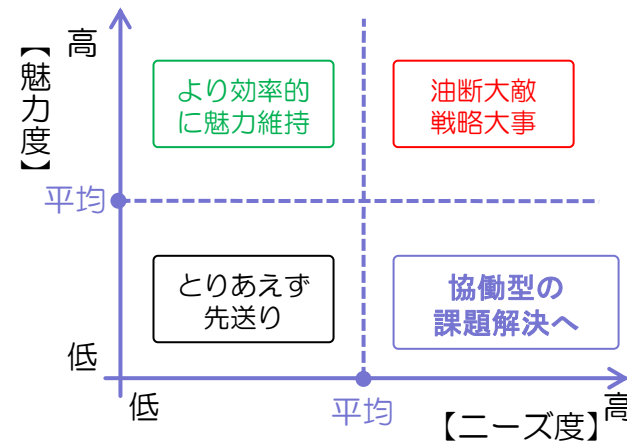 高
【魅力度】
より効率的
に魅力維持
油断大敵
戦略大事
平均
とりあえず
先送り
協働型の
課題解決へ
低
低
平均
高
【ニーズ度】